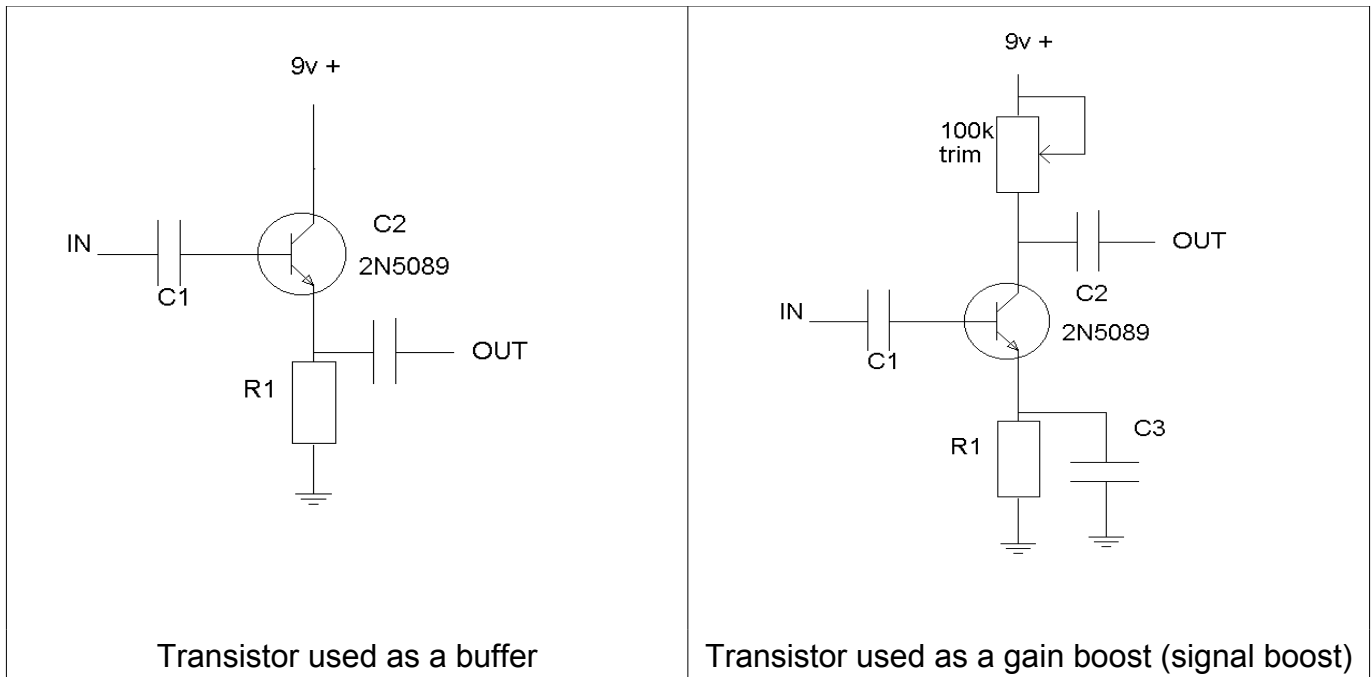 9v +
IN
C1
C2
2N5089
OUT
R1
Transistor used as a buffer
9v +
100k
trim
IN
C1
C2
OUT
2N5089
R1
C3
Transistor used as a gain boost (signal boost)